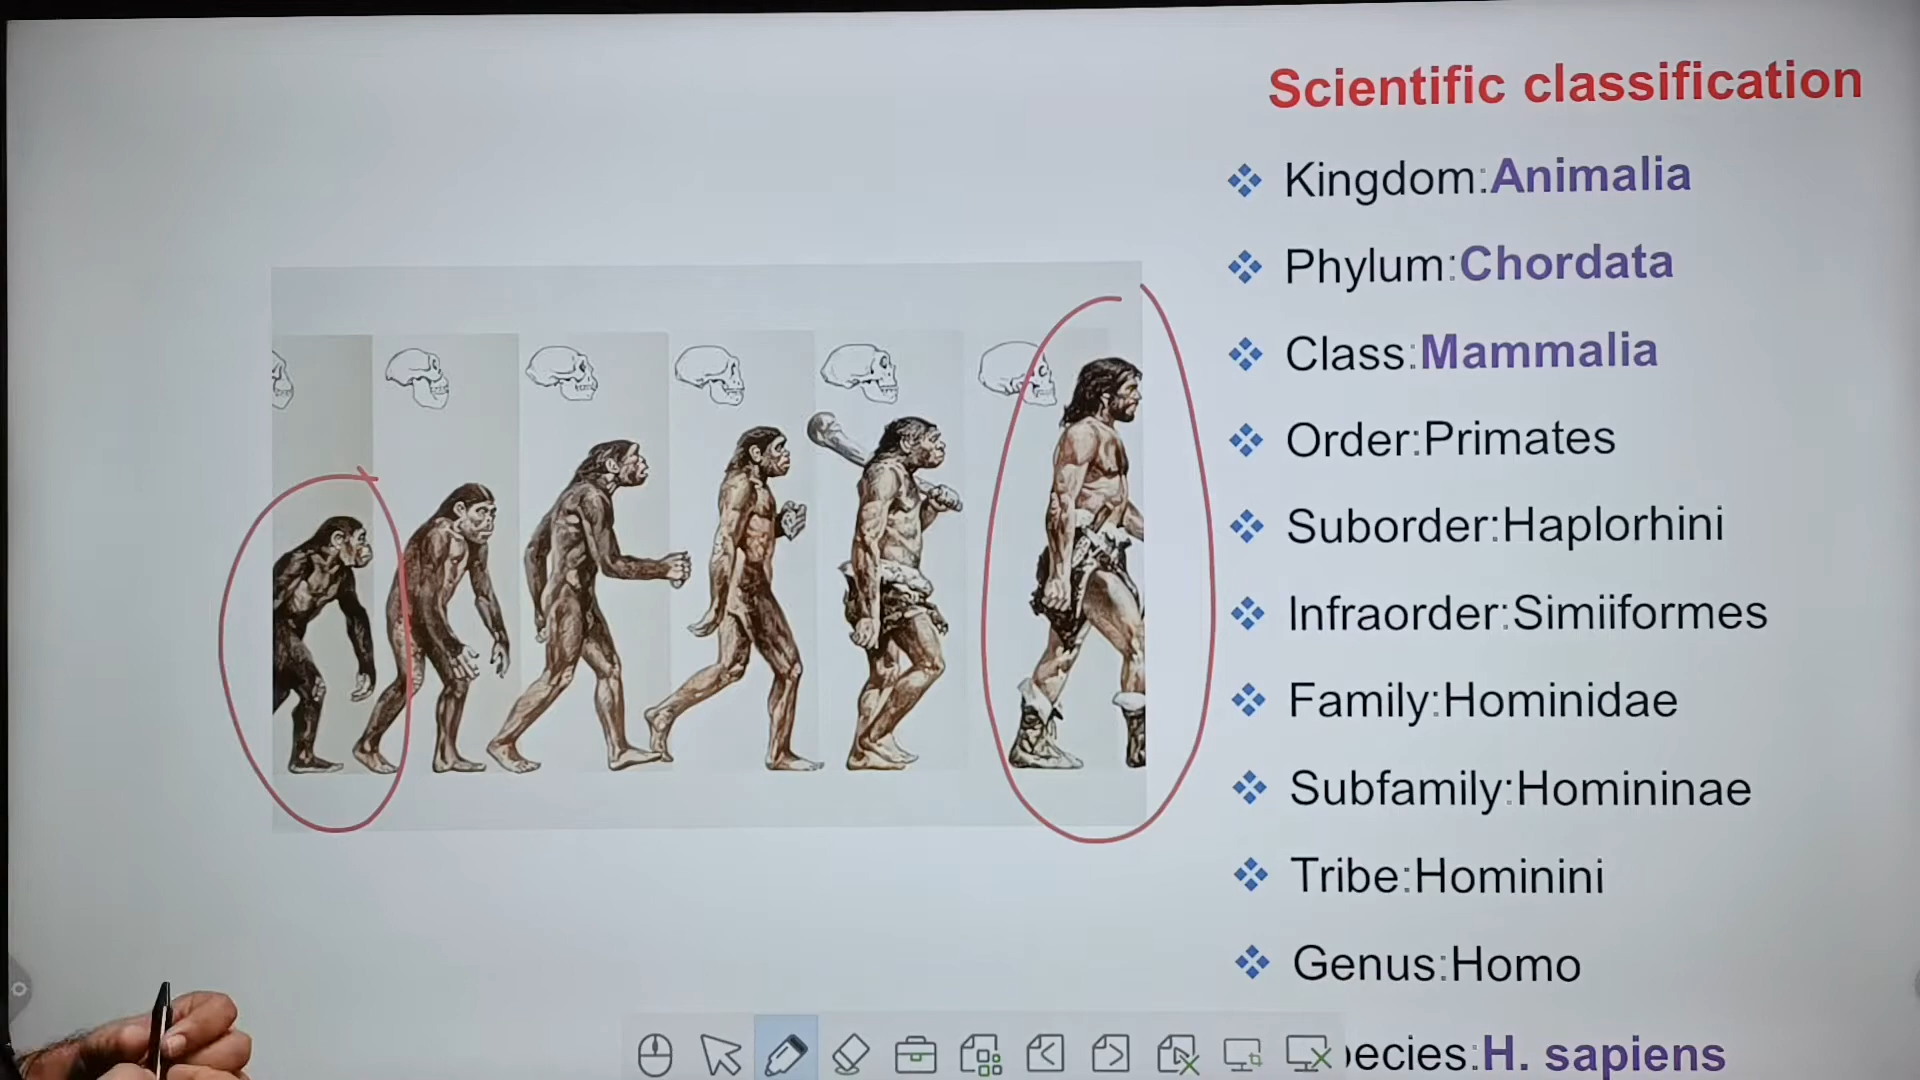 Scientific classification
Kingdom:Animalia
Phylum:Chordata
Class:Mammalia
Order:Primates
Suborder:Haplorhini
Infraorder:Simiiformes
Family:Hominidae
Subfamily:Homininae
Tribe:Hominini
Genus:Homo
pecies:H. sapiens